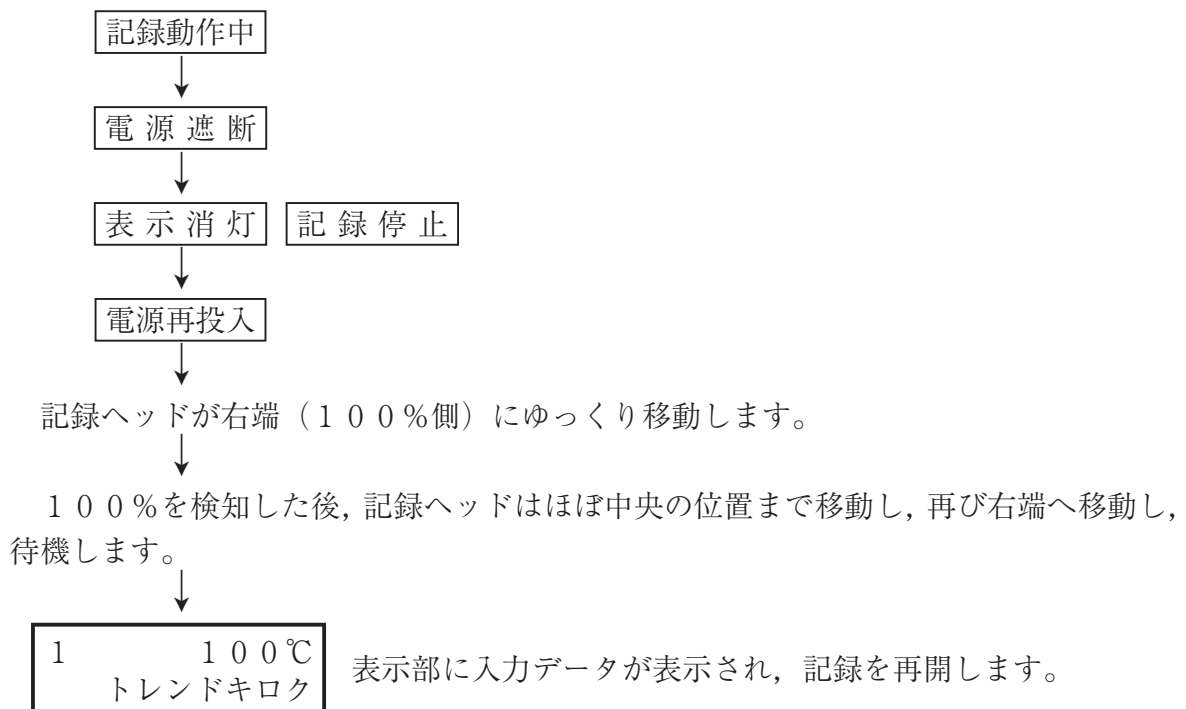 記録動作中
電 源 遮 断
表 示 消 灯 記 録 停 止
電源再投入
記録ヘッドが右端（１００％側）にゆっくり移動します。
１００％を検知した後，記録ヘッドはほぼ中央の位置まで移動し，再び右端へ移動し，
待機します。
１　１００℃
トレンドキロク
表示部に入力データが表示され，記録を再開します。